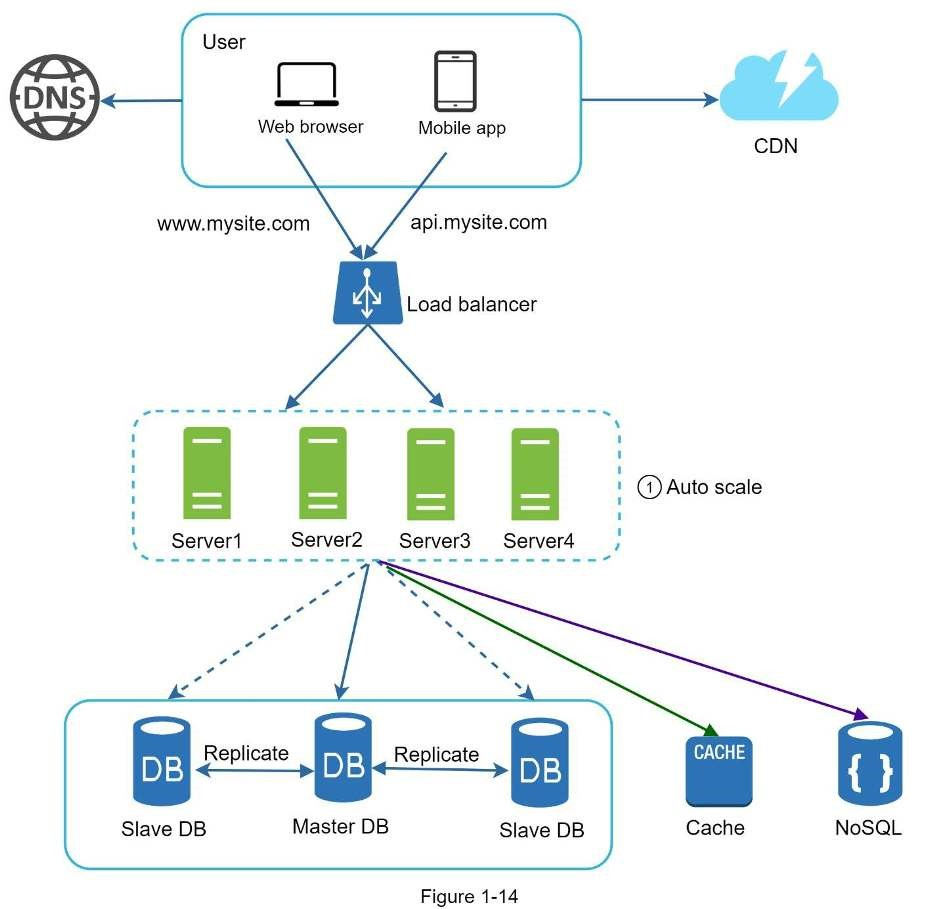 User
DNS
Web browser
Mobile app
CDN
www.mysite.com
api.mysite.com
Load balancer
1 Auto scale
Server1
Server2
Server3
Server4
DB
Replicate
DB
Replicate
DB
CACHE
{ }
Slave DB
Master DB
Slave DB
Cache
NoSQL
Figure 1-14